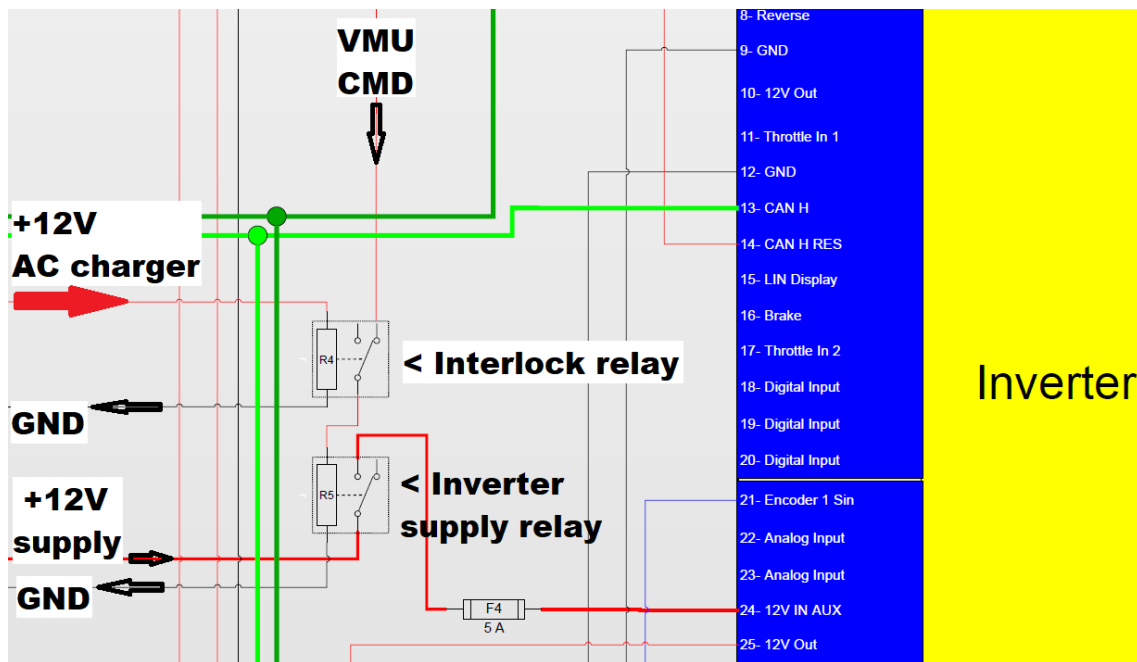 VMU
CMD
+12V
AC charger
R4
< Interlock relay
GND
R5
< Inverter
supply relay
+12V
supply
GND
F4
5 A
8- Reverse
9- GND
10- 12V Out
11- Throttle In 1
12- GND
13- CAN H
14- CAN H RES
15- LIN Display
16- Brake
17- Throttle In 2
18- Digital Input
19- Digital Input
20- Digital Input
21- Encoder 1 Sin
22- Analog Input
23- Analog Input
24- 12V IN AUX
25- 12V Out
Inverter